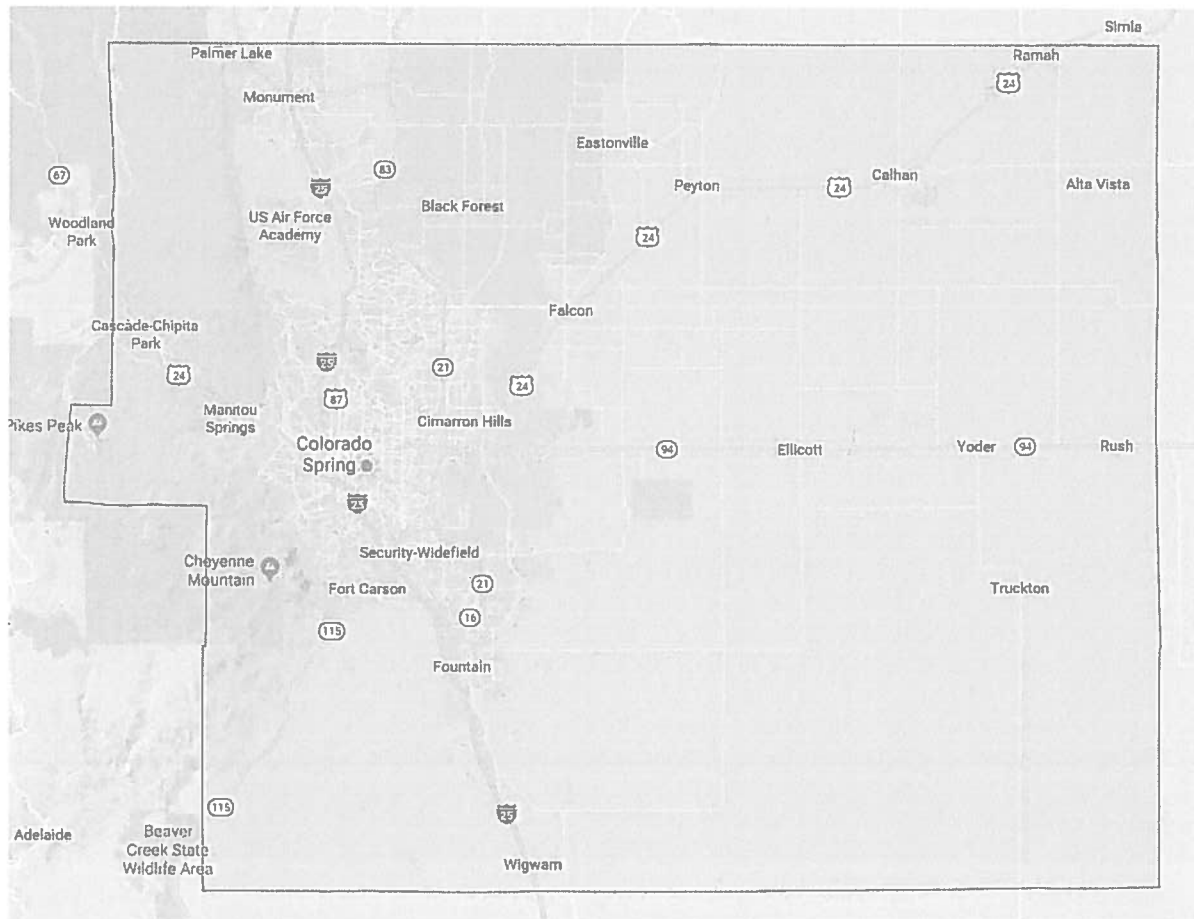 Simla
Palmer Lake
Ramah
24
Monument
Eastonville
67
83
25
Peyton
24
Calhan
Alta Vista
Black Forest
US Air Force
Academy
Woodland
Park
24
Falcon
Cascade-Chipita
Park
25
21
24
24
87
Manitou
Springs
Cimarron Hills
Pikes Peak
Colorado
Spring
94
Ellicott
Yoder
94
Rush
25
Security-Widefield
Cheyenne
Mountain
Fort Carson
21
Truckton
16
115
Fountain
115
25
Adelaide
Beaver
Creek State
Wildlife Area
Wigwam